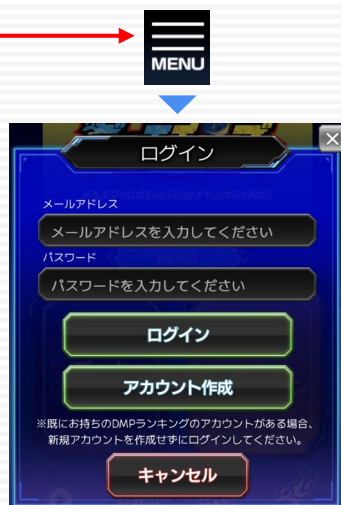 MENU
ログイン
メールアドレス
メールアドレスを入力してください
パスワード
パスワードを入力してください
ログイン
アカウント作成
※既にお持ちのDMPランキングのアカウントがある場合、
新規アカウントを作成せずにログインしてください。
キャンセル